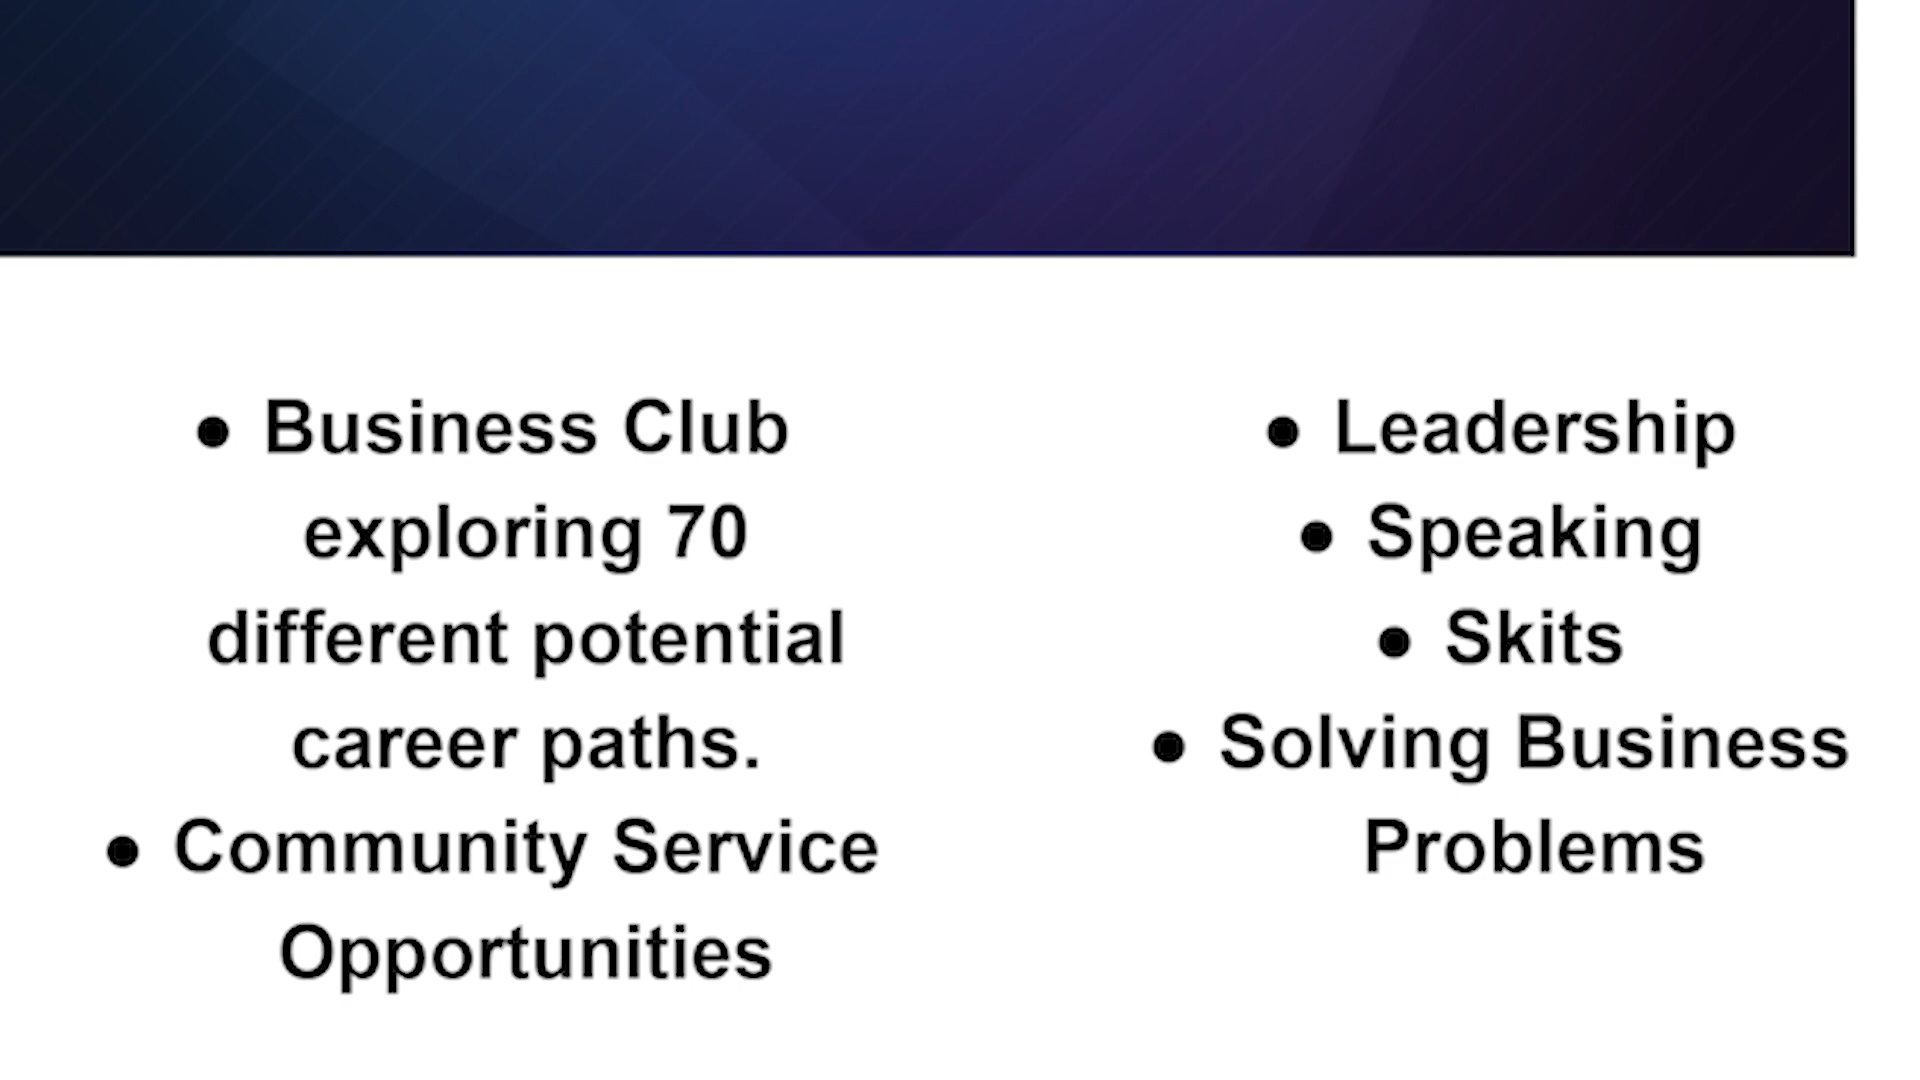 ● Business Club
exploring 70
different potential
career paths.
● Community Service
Opportunities
● Leadership
● Speaking
● Skits
● Solving Business
Problems